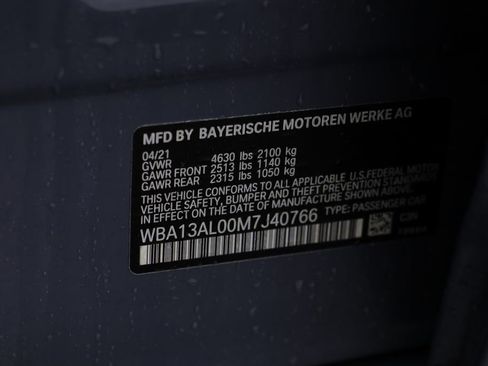 MFD BY BAYERISCHE MOTOREN WERKE AG
04/21
GVWR 4630 lbs 2100 kg
GAWR FRONT 2513 lbs 1140 kg
GAWR REAR 2315 lbs 1050 kg
THIS VEHICLE CONFORMS TO ALL APPLICABLE U.S.FEDERAL MOTOR
VEHICLE SAFETY, BUMPER, AND THEFT PREVENTION STANDARDS
IN EFFECT ON THE DATE OF MANUFACTURE SHOWN ABOVE.
WBA13AL00M7J40766 TYPE: PASSENGER CAR
C3N